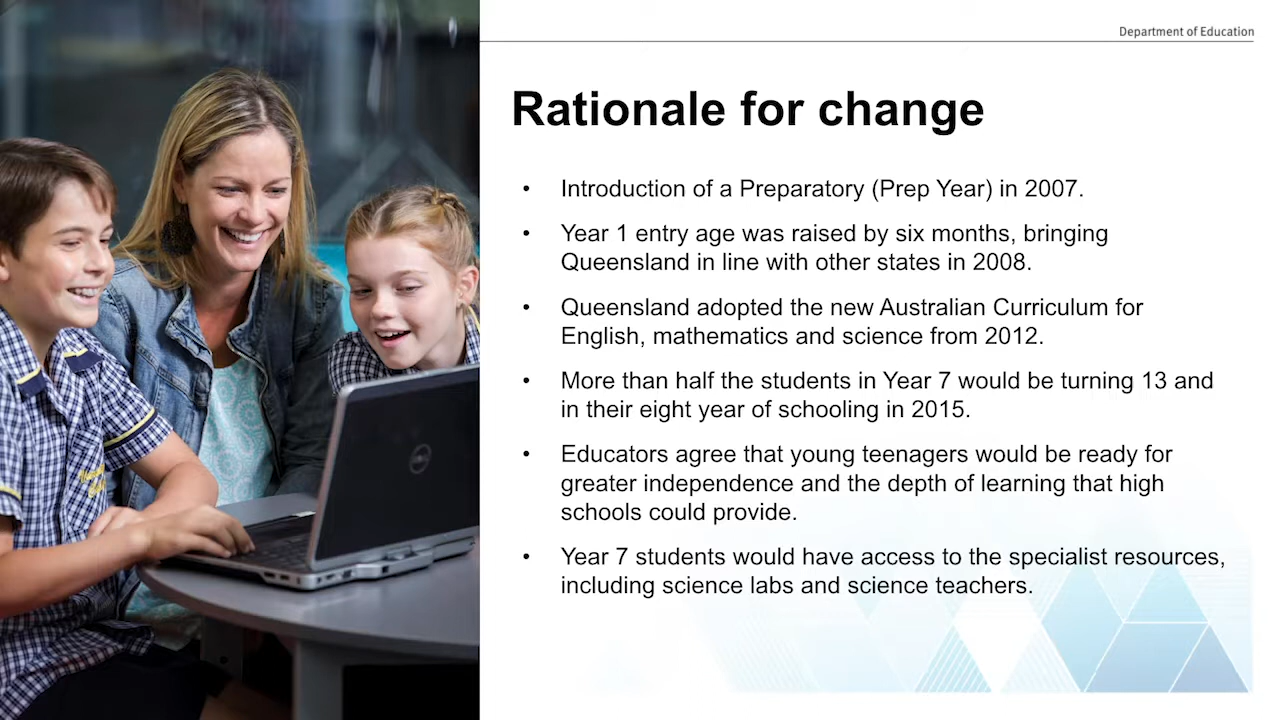 Department of Education
Rationale for change
• Introduction of a Preparatory (Prep Year) in 2007.
• Year 1 entry age was raised by six months, bringing
Queensland in line with other states in 2008.
• Queensland adopted the new Australian Curriculum for
English, mathematics and science from 2012.
• More than half the students in Year 7 would be turning 13 and
in their eight year of schooling in 2015.
• Educators agree that young teenagers would be ready for
greater independence and the depth of learning that high
schools could provide.
• Year 7 students would have access to the specialist resources,
including science labs and science teachers.